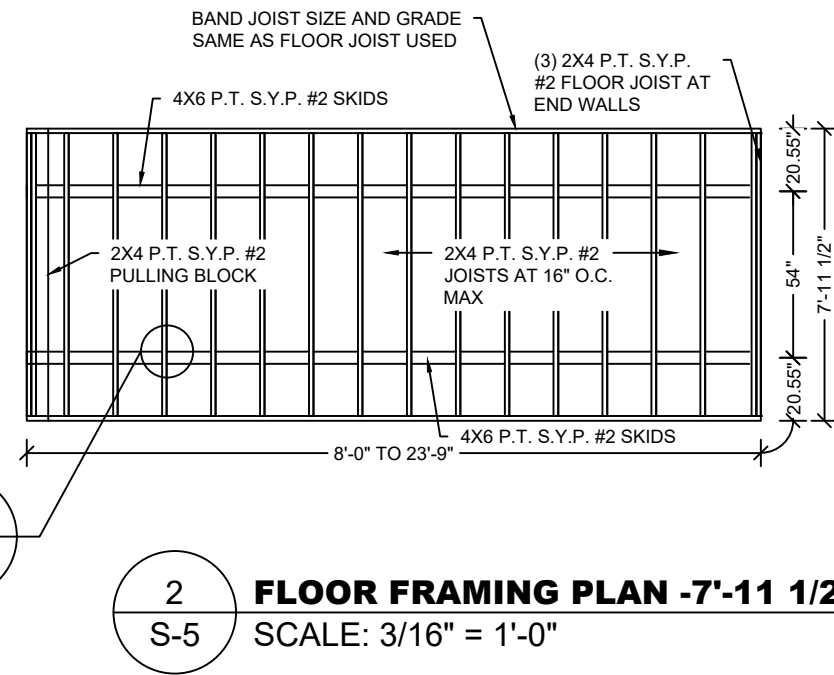 BAND JOIST SIZE AND GRADE
SAME AS FLOOR JOIST USED
(3) 2X4 P.T. S.Y.P.
#2 FLOOR JOIST AT
END WALLS
4X6 P.T. S.Y.P. #2 SKIDS
20.55"
2X4 P.T. S.Y.P. #2
PULLING BLOCK
2X4 P.T. S.Y.P. #2
JOISTS AT 16" O.C.
MAX
54"
7'-11 1/2"
20.55"
4X6 P.T. S.Y.P. #2 SKIDS
8'-0" TO 23'-9"
2
S-5
FLOOR FRAMING PLAN -7'-11 1/2
SCALE: 3/16" = 1'-0"